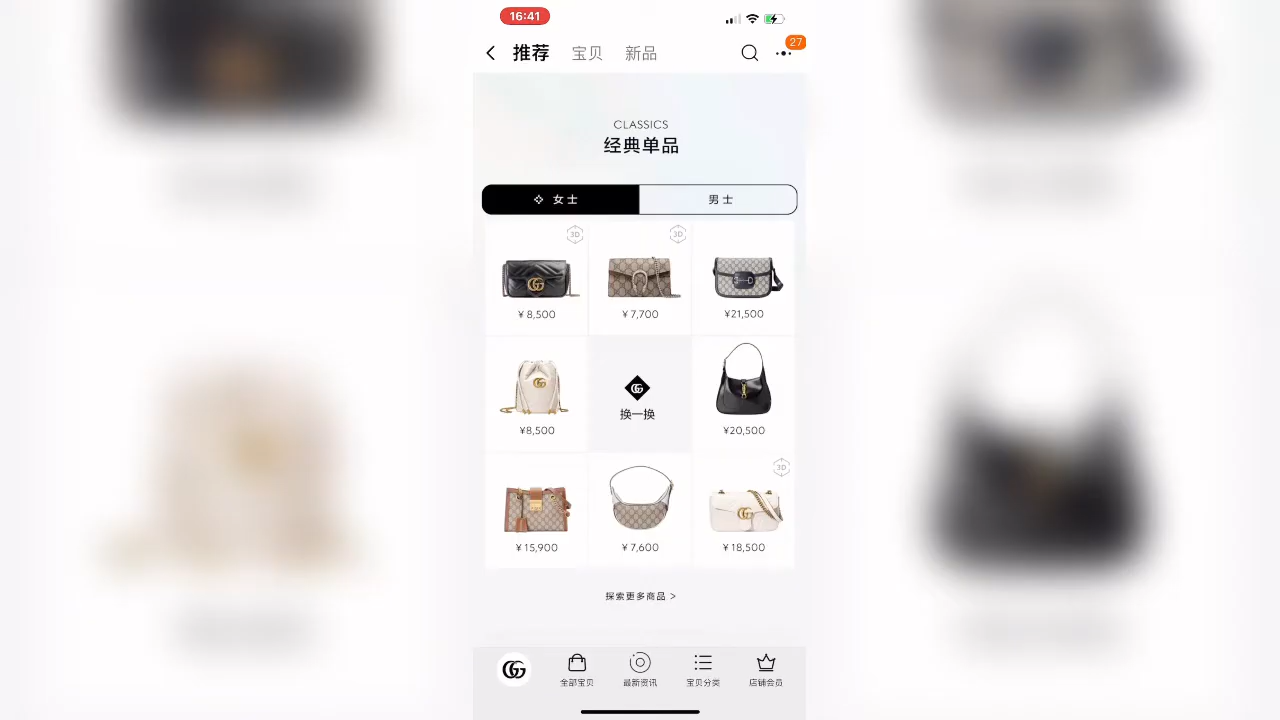 16:41
推荐 宝贝 新品 27
CLASSICS
经典单品
女士 男士
3D 3D
¥8,500 ¥7,700 ¥21,500
换一换
¥8,500 ¥20,500
3D
¥15,900 ¥7,600 ¥18,500
探索更多商品 >
全部宝贝 最新资讯 宝贝分类 店铺会员